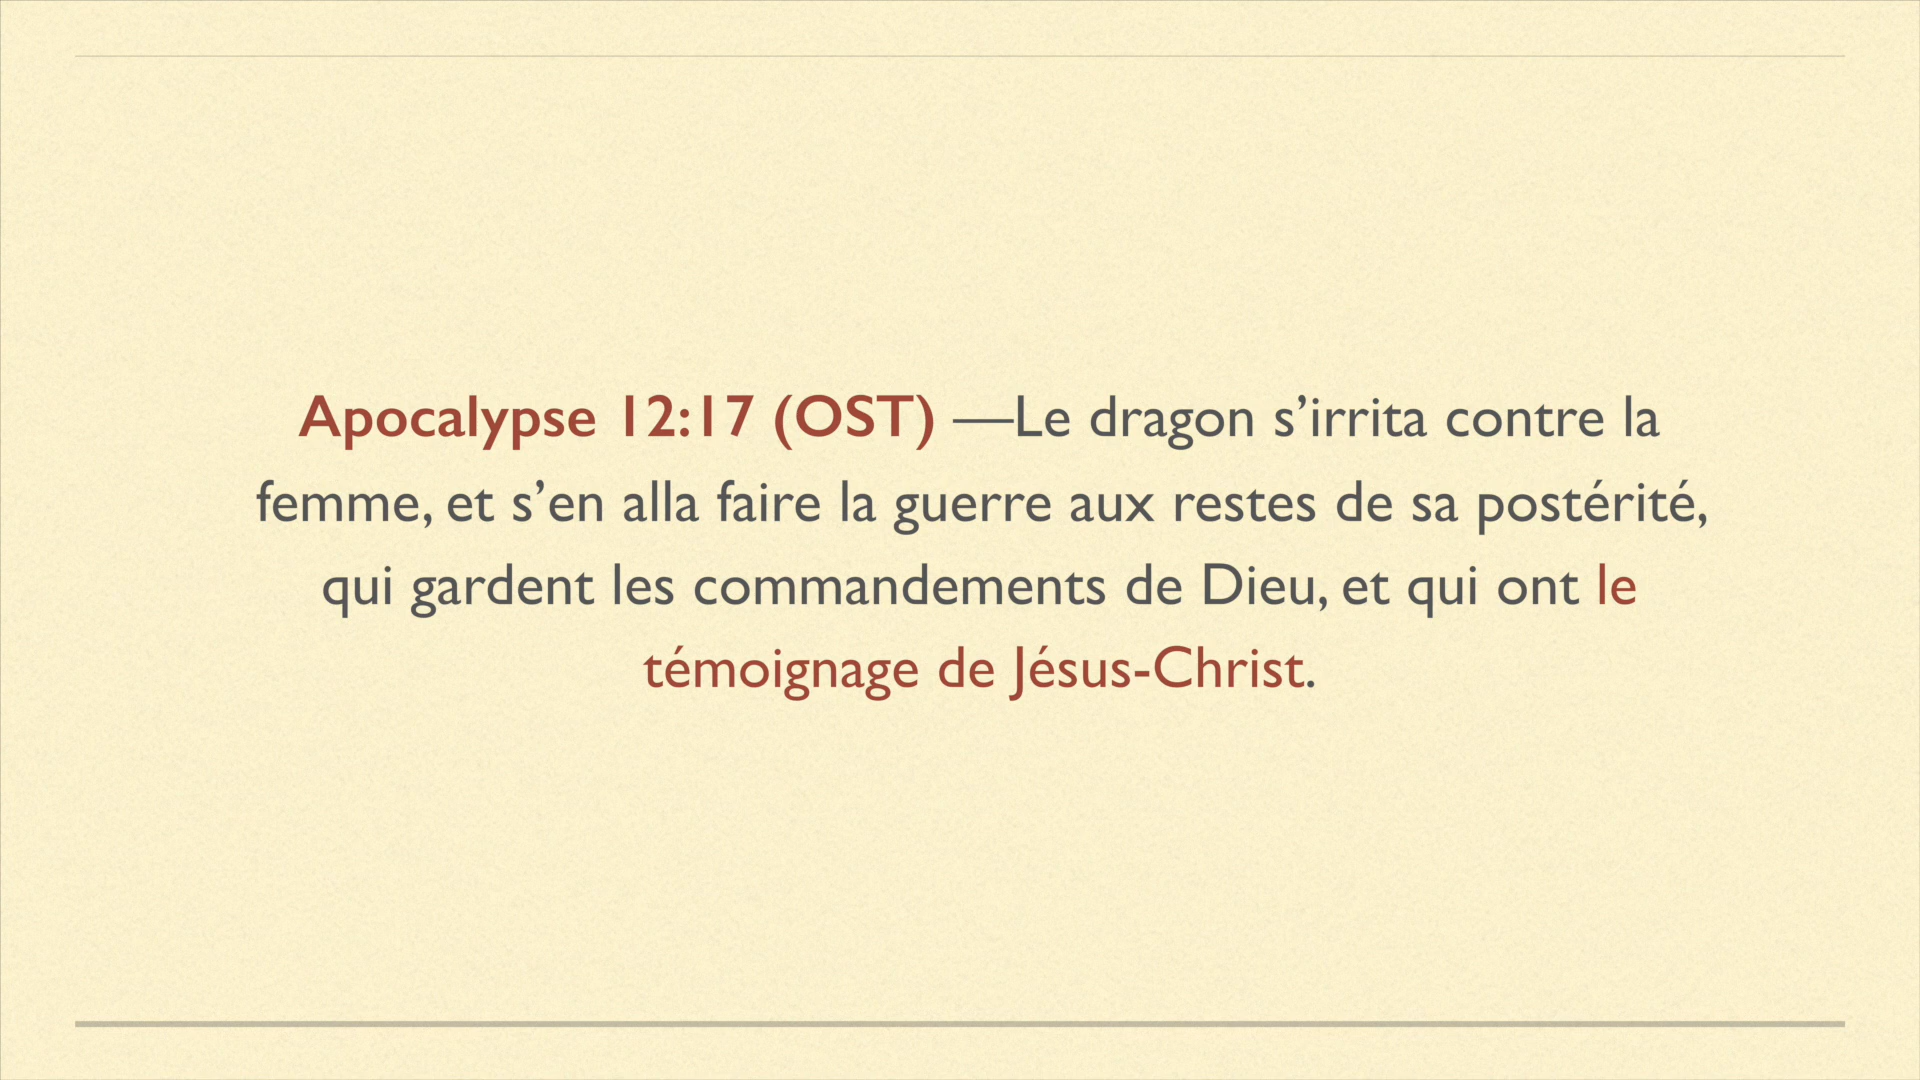 Apocalypse 12:17 (OST) —Le dragon s’irrita contre la
femme, et s’en alla faire la guerre aux restes de sa postérité,
qui gardent les commandements de Dieu, et qui ont le
témoignage de Jésus-Christ.